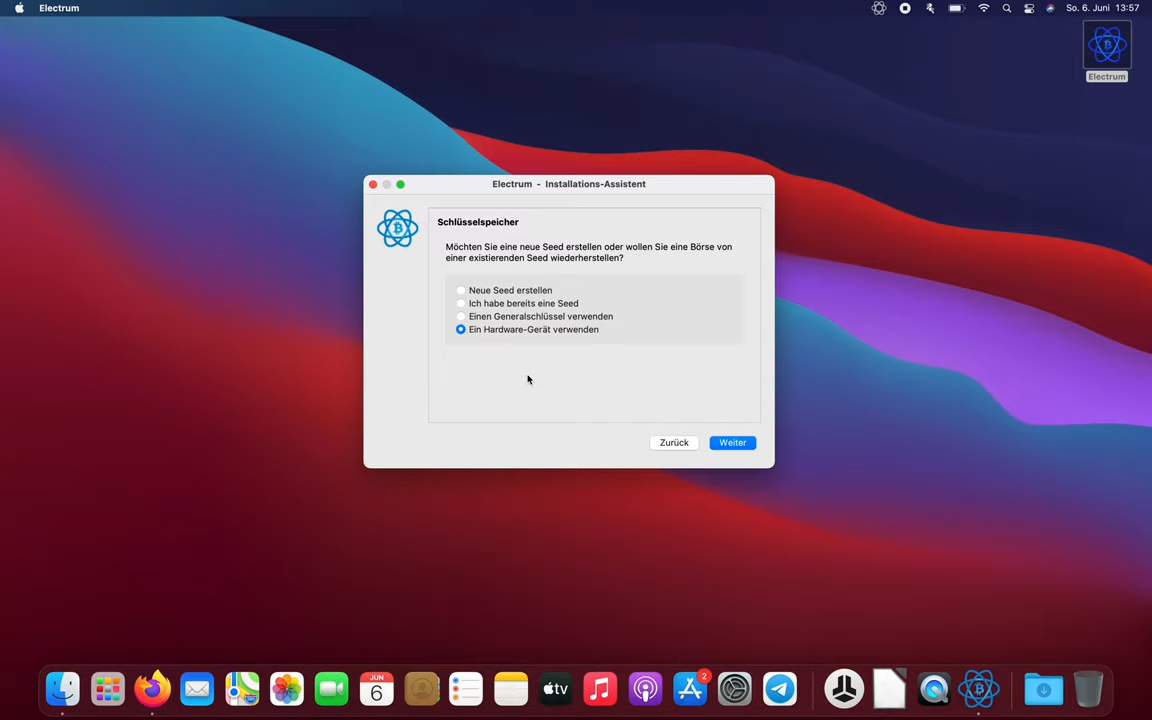 Electrum
So. 6. Juni 13:57
Electrum
Electrum - Installations-Assistent
Schlüsselspeicher
Möchten Sie eine neue Seed erstellen oder wollen Sie eine Börse von
einer existierenden Seed wiederherstellen?
Neue Seed erstellen
Ich habe bereits eine Seed
Einen Generalschlüssel verwenden
Ein Hardware-Gerät verwenden
Zurück
Weiter
JUN
6
tv
2